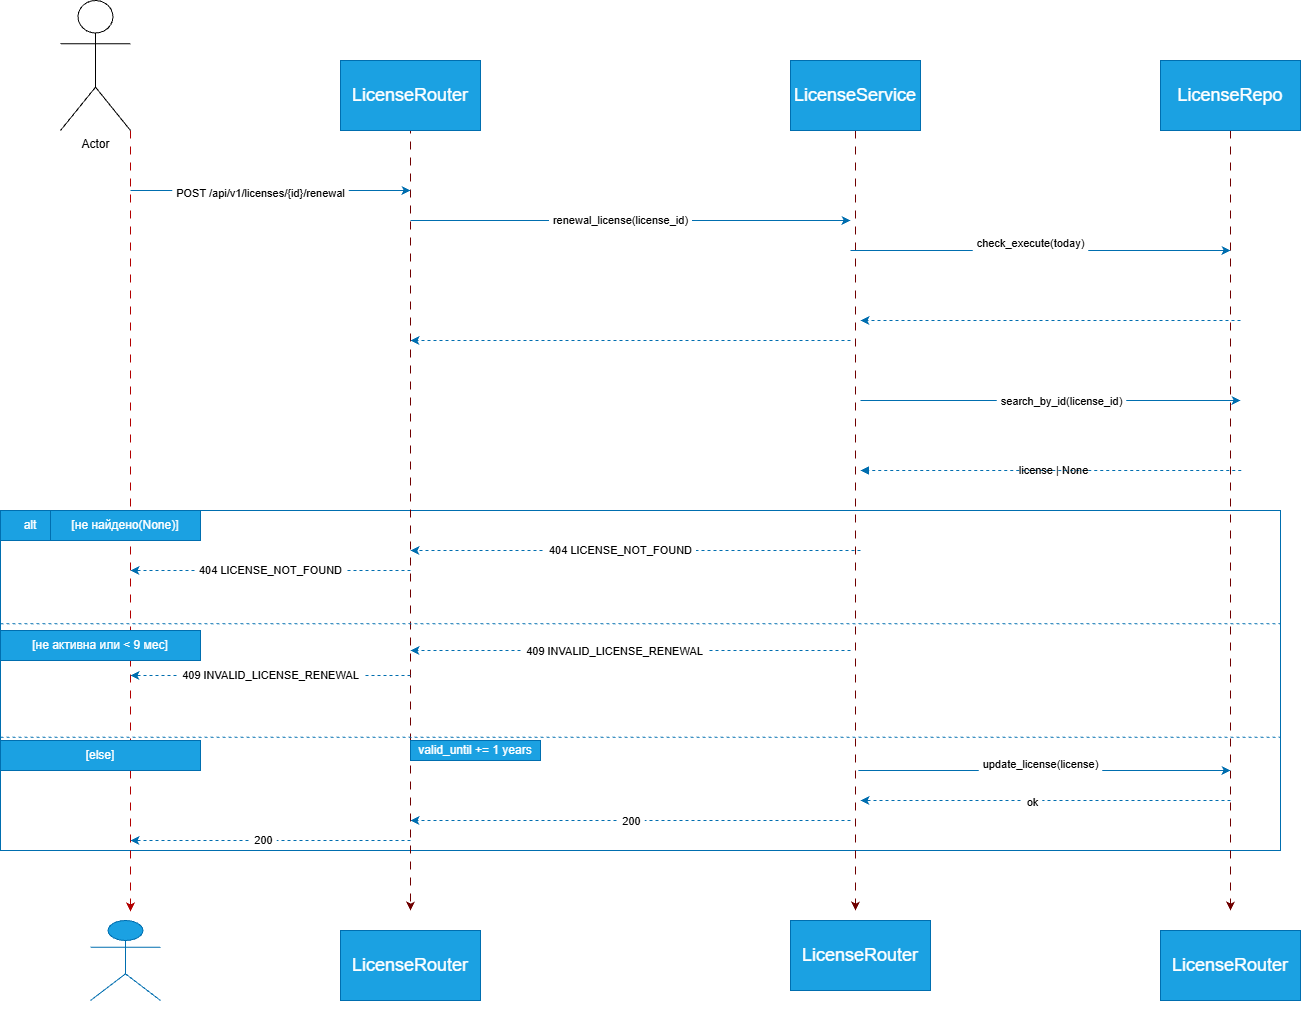 Actor
LicenseRouter
LicenseService
LicenseRepo
POST /api/v1/licenses/{id}/renewal
renewal_license(license_id)
check_execute(today)
search_by_id(license_id)
license | None
alt
[не найдено(None)]
404 LICENSE_NOT_FOUND
404 LICENSE_NOT_FOUND
[не активна или < 9 мес]
409 INVALID_LICENSE_RENEWAL
409 INVALID_LICENSE_RENEWAL
[else]
valid_until += 1 years
update_license(license)
ok
200
200
LicenseRouter
LicenseRouter
LicenseRouter